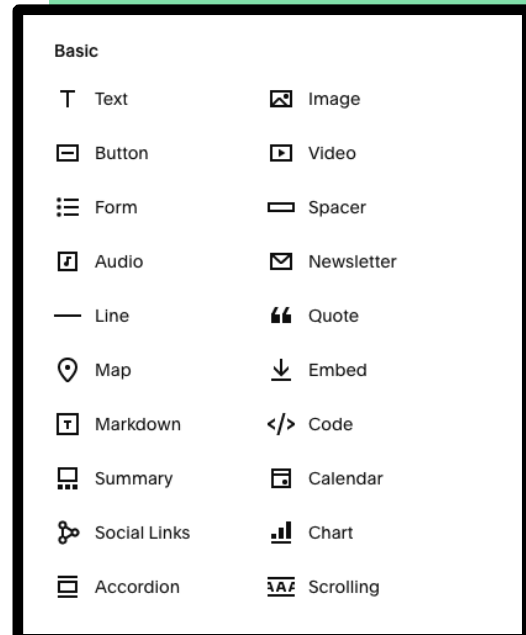 Basic
Text Image
Button Video
Form Spacer
Audio Newsletter
Line Quote
Map Embed
Markdown Code
Summary Calendar
Social Links Chart
Accordion Scrolling